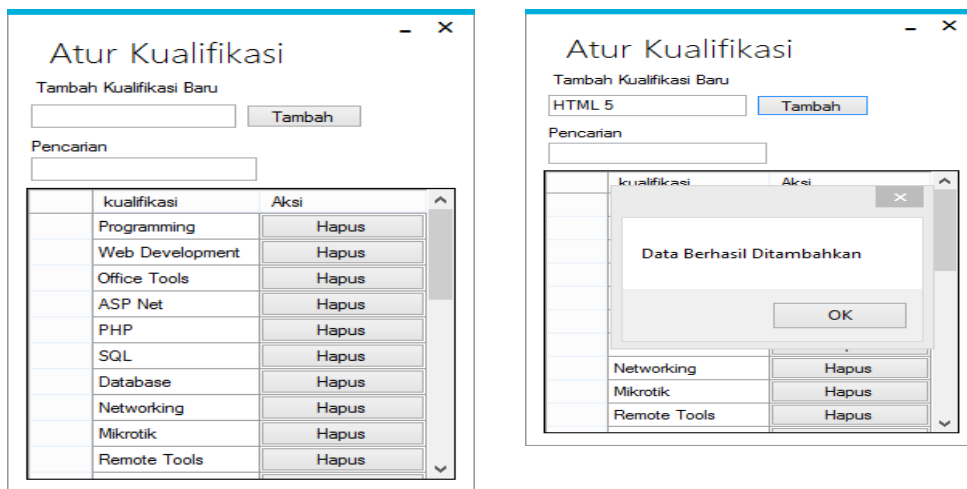 Atur Kualifikasi
Tambah Kualifikasi Baru
Tambah
Pencarian
kualifikasi Aksi
Programming Hapus
Web Development Hapus
Office Tools Hapus
ASP Net Hapus
PHP Hapus
SQL Hapus
Database Hapus
Networking Hapus
Mikrotik Hapus
Remote Tools Hapus
Atur Kualifikasi
Tambah Kualifikasi Baru
HTML 5 Tambah
Pencarian
kualifikasi Aksi
Data Berhasil Ditambahkan
OK
Networking Hapus
Mikrotik Hapus
Remote Tools Hapus